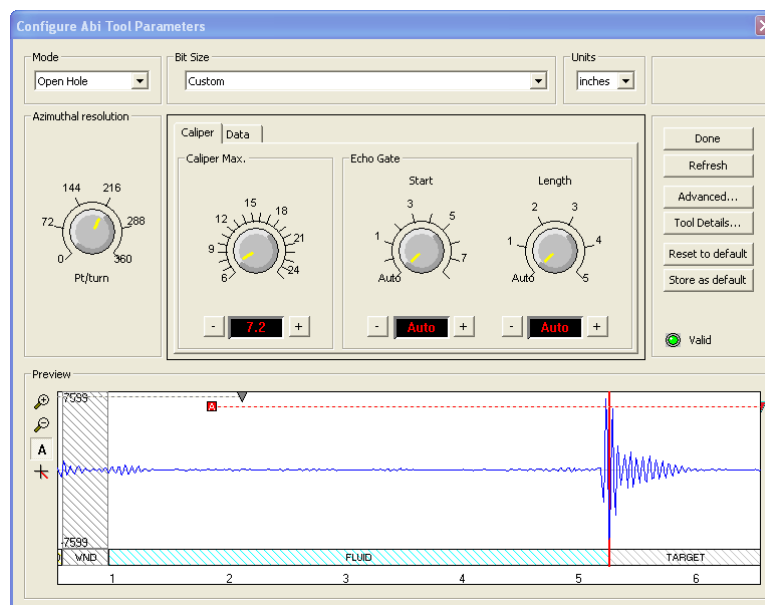 Configure Abi Tool Parameters
Mode
Open Hole
Bit Size
Custom
Units
inches
Azimuthal resolution
144 216
72 288
0 360
Pt/turn
Caliper Data
Caliper Max.
15
12 18
9 21
6 24
- 7.2 +
Echo Gate
Start
3
5
1
7
Auto
- Auto +
Length
2 3
1 4
Auto 5
- Auto +
Done
Refresh
Advanced...
Tool Details...
Reset to default
Store as default
Valid
Preview
A
7599
A
-7599
WND FLUID TARGET
1 2 3 4 5 6